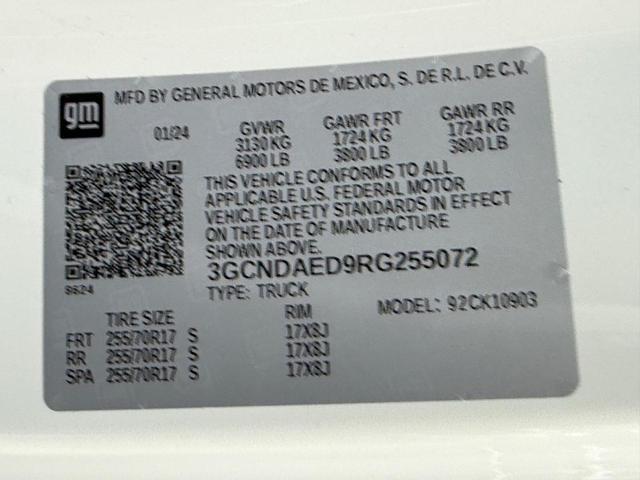 gm
MFD BY GENERAL MOTORS DE MEXICO, S. DE R.L. DE C.V.
01/24 GVWR GAWR FRT GAWR RR
3130 KG 1724 KG 1724 KG
6900 LB 3800 LB 3800 LB
THIS VEHICLE CONFORMS TO ALL
APPLICABLE U.S. FEDERAL MOTOR
VEHICLE SAFETY STANDARDS IN EFFECT
ON THE DATE OF MANUFACTURE
SHOWN ABOVE.
3GCNDAED9RG255072
8624
TYPE: TRUCK MODEL: 92CK10903
TIRE SIZE RIM
FRT 255/70R17 S 17X8J
RR 255/70R17 S 17X8J
SPA 255/70R17 S 17X8J